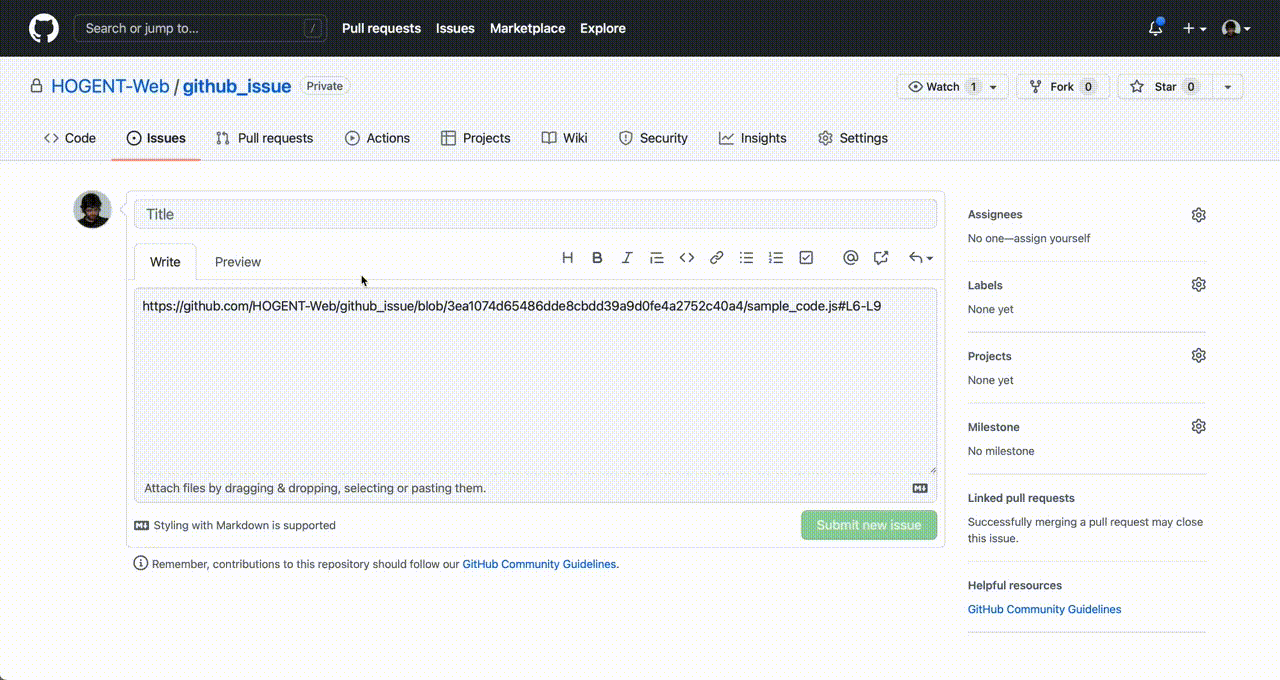 Search or jump to... /
Pull requests Issues Marketplace Explore
HOGENT-Web / github_issue Private
Watch 1 Fork 0 Star 0
Code Issues Pull requests Actions Projects Wiki Security Insights Settings
Title
Write Preview
H B I
https://github.com/HOGENT-Web/github_issue/blob/3ea1074d65486dde8cbdd39a9d0fe4a2752c40a4/sample_code.js#L6-L9
Attach files by dragging & dropping, selecting or pasting them.
Styling with Markdown is supported
Submit new issue
Remember, contributions to this repository should follow our GitHub Community Guidelines.
Assignees
No one—assign yourself
Labels
None yet
Projects
None yet
Milestone
No milestone
Linked pull requests
Successfully merging a pull request may close
this issue.
Helpful resources
GitHub Community Guidelines